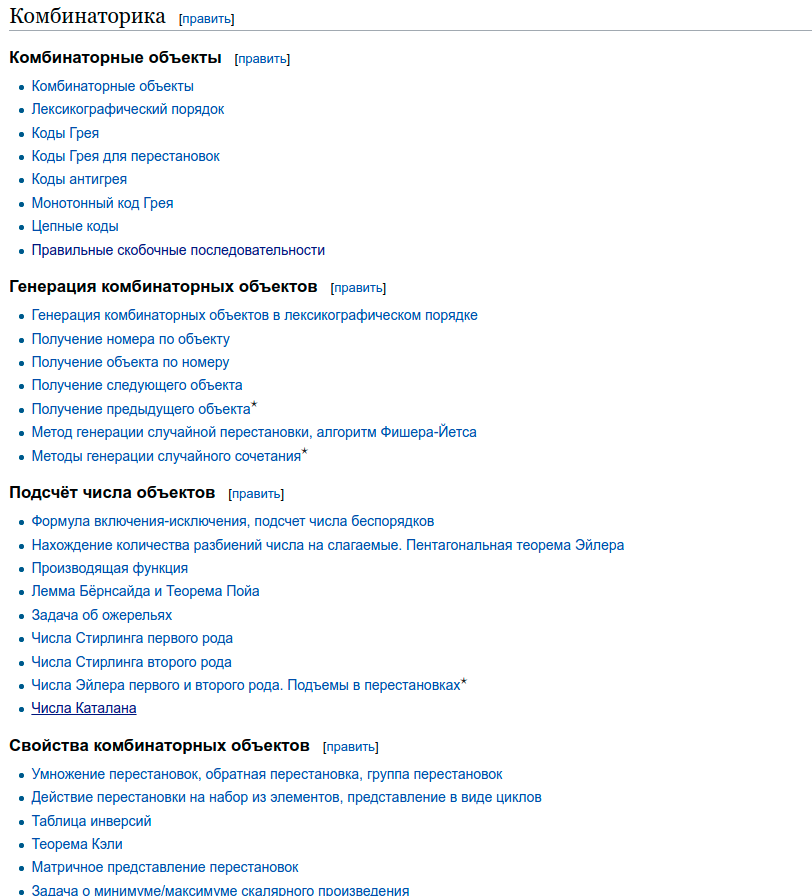 Комбинаторика [править]
Комбинаторные объекты [править]
Комбинаторные объекты
Лексикографический порядок
Коды Грея
Коды Грея для перестановок
Коды антигрея
Монотонный код Грея
Цепные коды
Правильные скобочные последовательности
Генерация комбинаторных объектов [править]
Генерация комбинаторных объектов в лексикографическом порядке
Получение номера по объекту
Получение объекта по номеру
Получение следующего объекта
Получение предыдущего объекта*
Метод генерации случайной перестановки, алгоритм Фишера-Йетса
Методы генерации случайного сочетания*
Подсчёт числа объектов [править]
Формула включения-исключения, подсчет числа беспорядков
Нахождение количества разбиений числа на слагаемые. Пентагональная теорема Эйлера
Производящая функция
Лемма Бёрнсайда и Теорема Пойа
Задача об ожерельях
Числа Стирлинга первого рода
Числа Стирлинга второго рода
Числа Эйлера первого и второго рода. Подъемы в перестановках*
Числа Каталана
Свойства комбинаторных объектов [править]
Умножение перестановок, обратная перестановка, группа перестановок
Действие перестановки на набор из элементов, представление в виде циклов
Таблица инверсий
Теорема Кэли
Матричное представление перестановок
Задача о минимуме/максимуме скалярного произведения